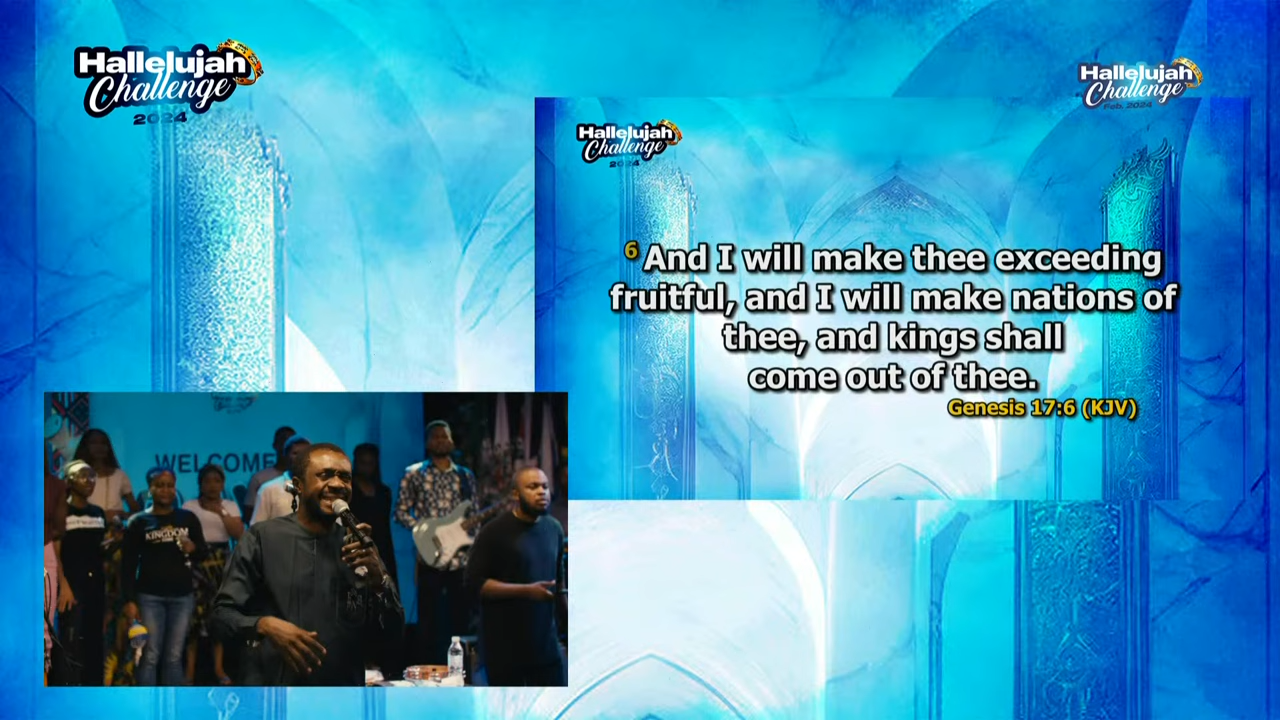 Hallelujah
Challenge
2024
Hallelujah
Challenge
Feb. 2024
Hallelujah
Challenge
2024
6 And I will make thee exceeding
fruitful, and I will make nations of
thee, and kings shall
come out of thee.
Genesis 17:6 (KJV)
WELCOME
KINGDOM